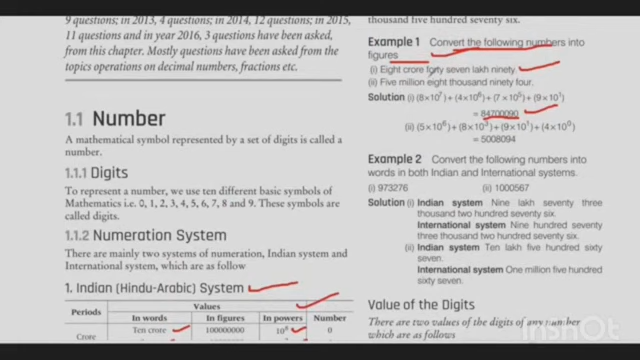 9 questions in 2013, 4 questions in 2014, 12 questions in 2015,
11 questions and in year 2016, 3 questions have been asked,
from this chapter. Mostly questions have been asked from the
topics operations on decimal numbers, fractions etc.
1.1 Number
A mathematical symbol represented by a set of digits is called a
number.
1.1.1 Digits
To represent a number, we use ten different basic symbols of
Mathematics i.e. 0, 1, 2, 3, 4, 5, 6, 7, 8 and 9. These symbols are
called digits.
1.1.2 Numeration System
There are mainly two systems of numeration, Indian system and
International system, which are as follow
1. Indian (Hindu-Arabic) System
Periods Values
In words In figures In powers Number
Crore Ten crore 100000000 10⁸ 0
thousand five hundred seventy six.
Example 1 Convert the following numbers into
figures
(i) Eight crore forty seven lakh ninety
(ii) Five million eight thousand ninety four
Solution (i) (8×10⁷) + (4×10⁶) + (7×10⁵) + (9×10¹)
= 84700090
(ii) (5×10⁶) + (8×10³) + (9×10¹) + (4×10⁰)
= 5008094
Example 2 Convert the following numbers into
words in both Indian and International systems.
(i) 973276 (ii) 1000567
Solution (i) Indian system Nine lakh seventy three
thousand two hundred seventy six.
International system Nine hundred seventy
three thousand two hundred seventy six.
(ii) Indian system Ten lakh five hundred sixty
seven.
International system One million five hundred
sixty seven.
Value of the Digits
There are two values of the digits of any number
which are as follows
YouCut